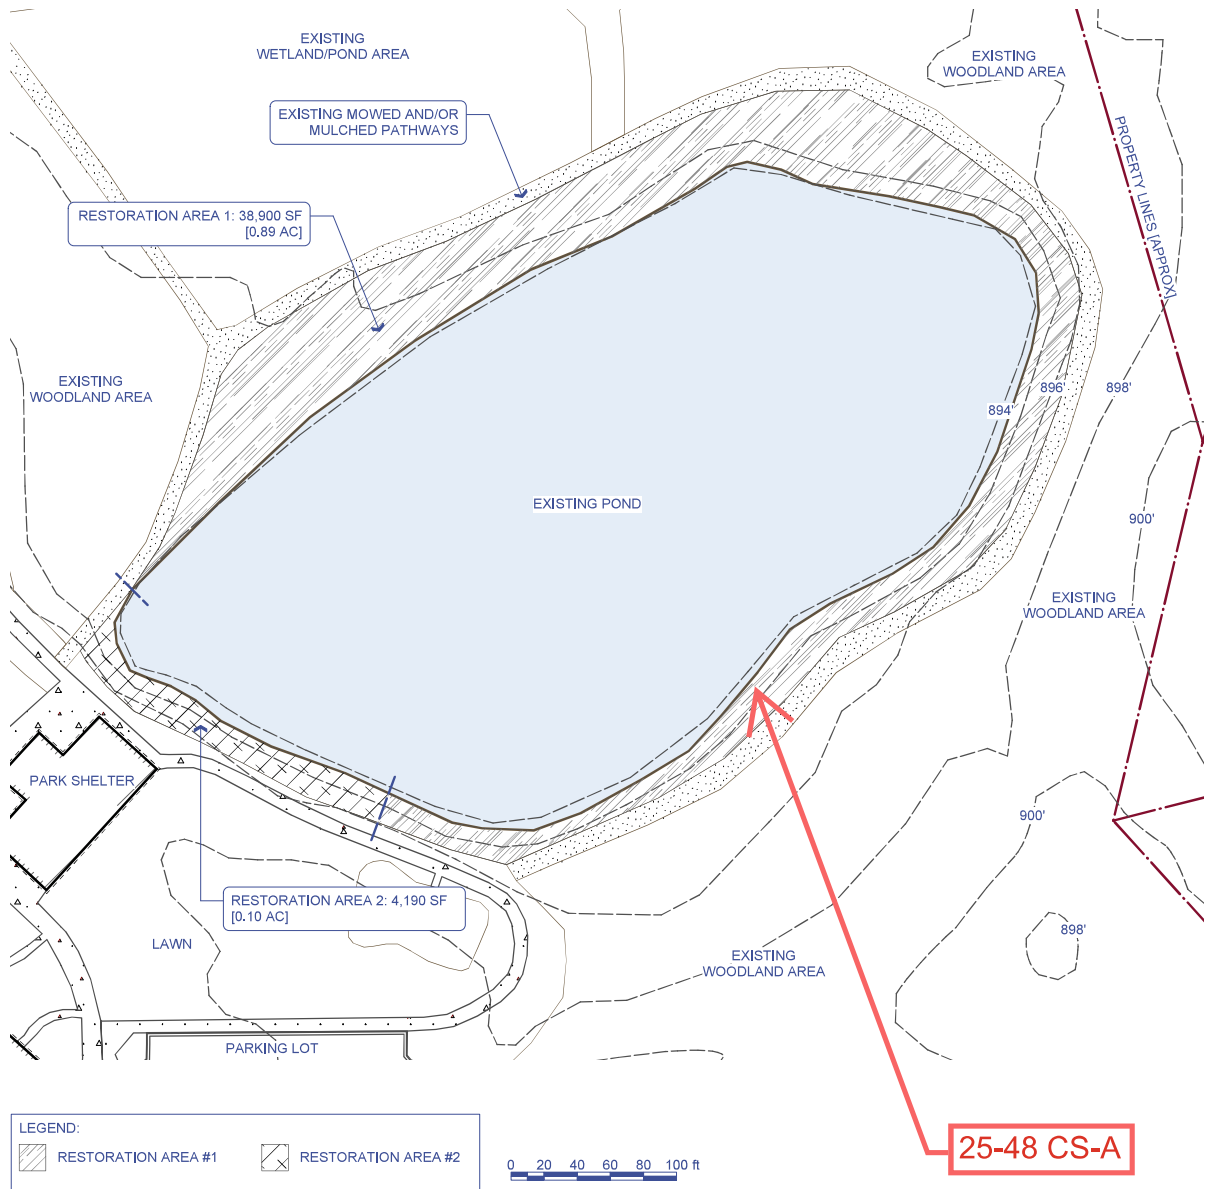 EXISTING
WETLAND/POND AREA
EXISTING
WOODLAND AREA
EXISTING MOWED AND/OR
MULCHED PATHWAYS
PROPERTY LINES [APPROX]
RESTORATION AREA 1: 38,900 SF
[0.89 AC]
EXISTING
WOODLAND AREA
896'
898'
894'
EXISTING POND
900'
EXISTING
WOODLAND AREA
PARK SHELTER
900'
RESTORATION AREA 2: 4,190 SF
[0.10 AC]
898'
LAWN
EXISTING
WOODLAND AREA
PARKING LOT
LEGEND:
RESTORATION AREA #1
RESTORATION AREA #2
0 20 40 60 80 100 ft
25-48 CS-A